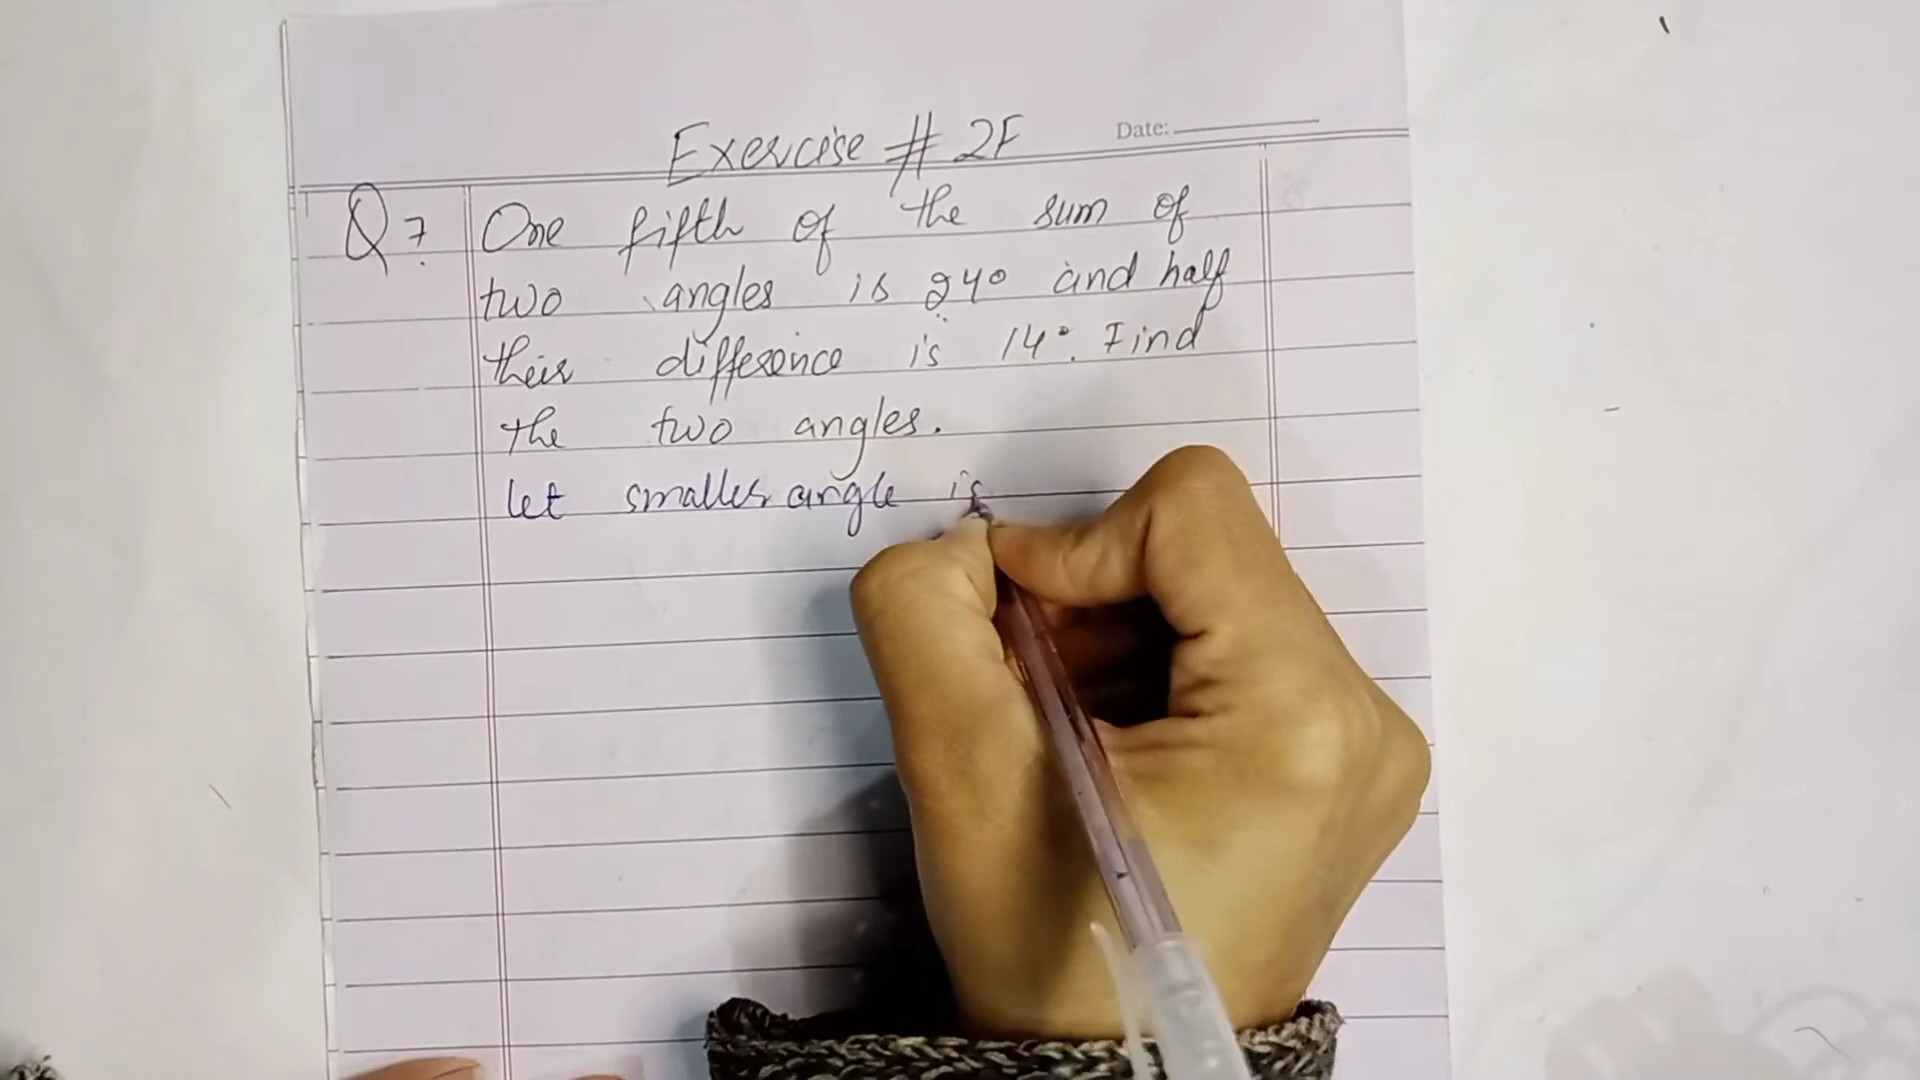 Exercise # 2F
Date:
Q7. One fifth of the sum of
two angles is 24° and half
their difference is 14°. Find
the two angles.
let smaller angle is